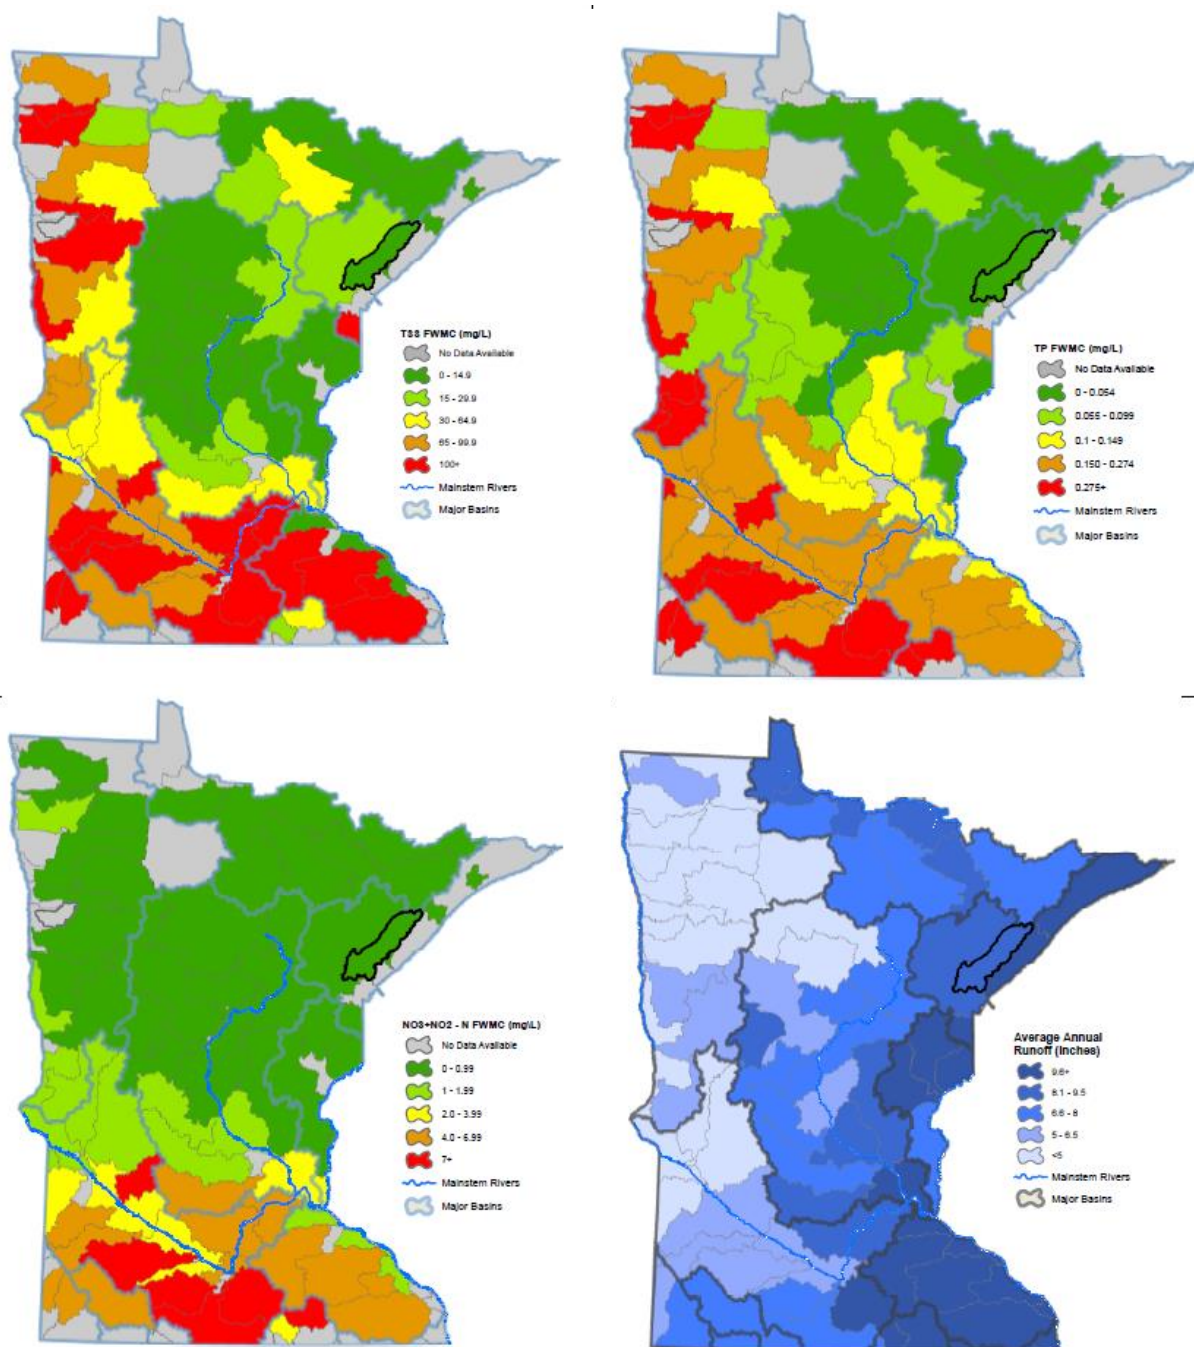 TSS FWMC (mg/L)
No Data Available
0 - 14.9
15 - 29.9
30 - 64.9
65 - 99.9
100+
Mainstem Rivers
Major Basins
TP FWMC (mg/L)
No Data Available
0 - 0.054
0.055 - 0.099
0.1 - 0.149
0.150 - 0.274
0.275+
Mainstem Rivers
Major Basins
NO3+NO2 - N FWMC (mg\L)
No Data Available
0 - 0.99
1 - 1.99
2.0 - 3.99
4.0 - 6.99
7+
Mainstem Rivers
Major Basins
Average Annual
Runoff (Inches)
9.6+
8.1 - 9.5
6.6 - 8
5 - 6.5
<5
Mainstem Rivers
Major Basins